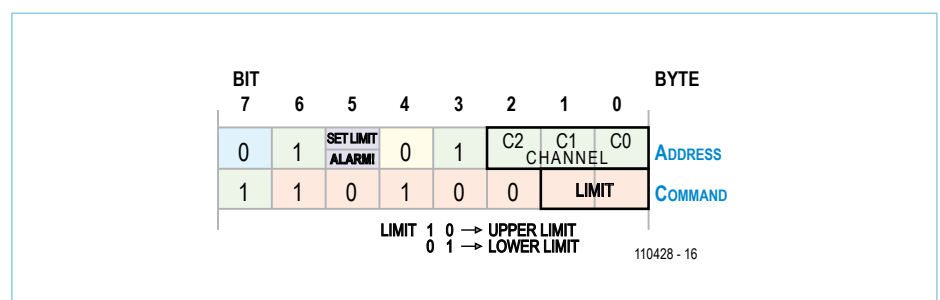 BIT BYTE
7 6 5 4 3 2 1 0
0 1 SET LIMIT ALARM! 0 1 C2 C1 C0 CHANNEL ADDRESS
1 1 0 1 0 0 LIMIT COMMAND
LIMIT 1 0 → UPPER LIMIT
0 1 → LOWER LIMIT
110428 - 16